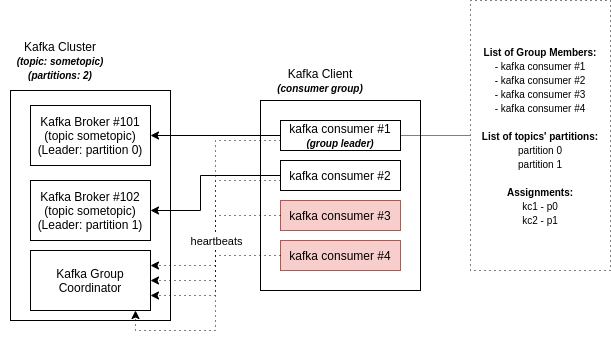 Kafka Cluster
(topic: sometopic)
(partitions: 2)
Kafka Broker #101
(topic sometopic)
(Leader: partition 0)
Kafka Broker #102
(topic sometopic)
(Leader: partition 1)
Kafka Group
Coordinator
heartbeats
Kafka Client
(consumer group)
kafka consumer #1
(group leader)
kafka consumer #2
kafka consumer #3
kafka consumer #4
List of Group Members:
- kafka consumer #1
- kafka consumer #2
- kafka consumer #3
- kafka consumer #4
List of topics' partitions:
partition 0
partition 1
Assignments:
kc1 - p0
kc2 - p1